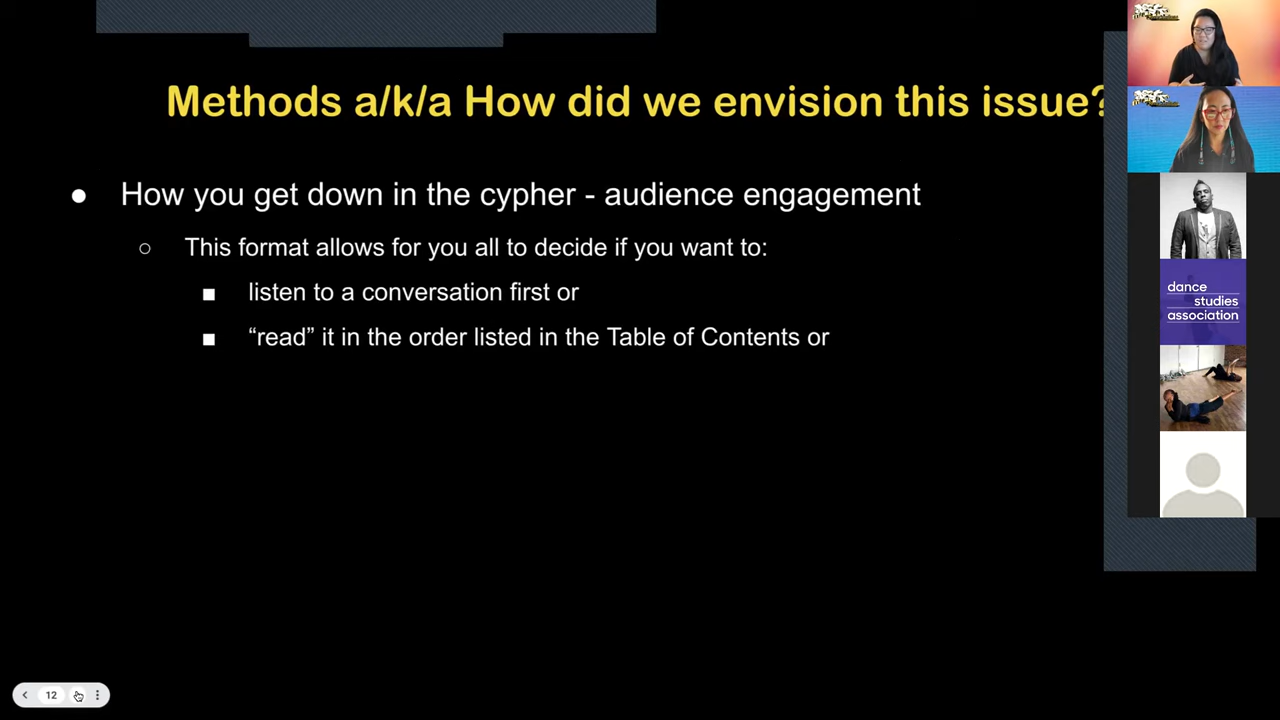 Methods a/k/a How did we envision this issue?
● How you get down in the cypher - audience engagement
○ This format allows for you all to decide if you want to:
■ listen to a conversation first or
■ “read” it in the order listed in the Table of Contents or
dance
studies
association
12